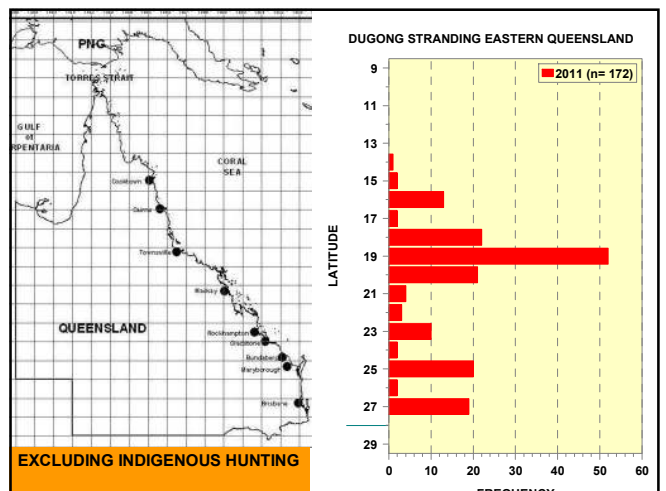 PNG
TORRES STRAIT
GULF
of
RPENTARIA
CORAL
SEA
Cooktown
Cairns
Townsville
Mackay
QUEENSLAND
Rockhampton
Gladstone
Bundaberg
Maryborough
Brisbane
EXCLUDING INDIGENOUS HUNTING
DUGONG STRANDING EASTERN QUEENSLAND
2011 (n= 172)
LATITUDE
9
11
13
15
17
19
21
23
25
27
29
0 10 20 30 40 50 60
FREQUENCY